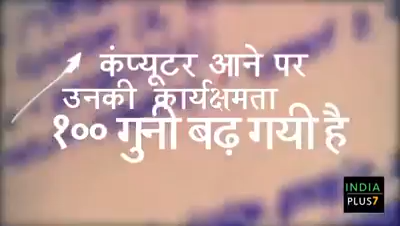 कंप्यूटर आने पर
उनकी कार्यक्षमता
१०० गुनी बढ़ गयी है
INDIA
PLUS7